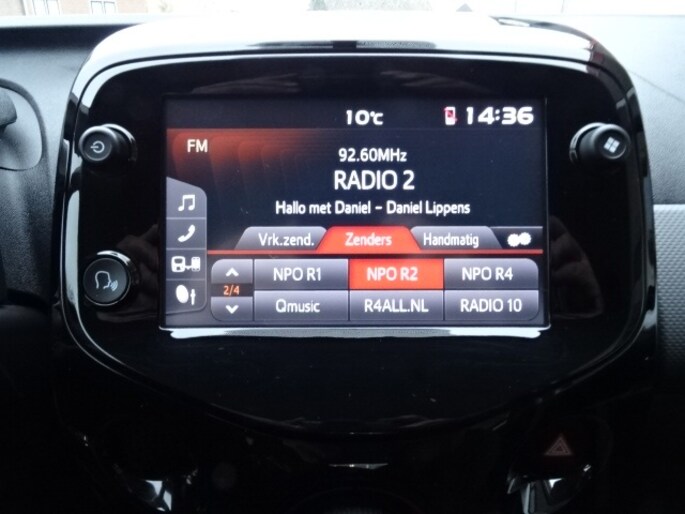 10°C 14:36
FM
92.60MHz
RADIO 2
Hallo met Daniel - Daniel Lippens
Vrk.zend. Zenders Handmatig
NPO R1 NPO R2 NPO R4
2/4
Qmusic R4ALL.NL RADIO 10